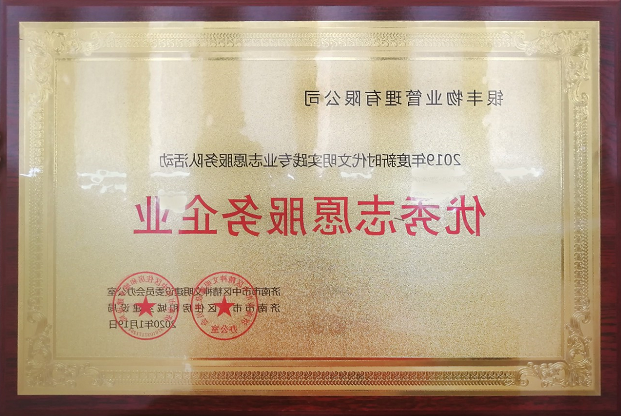 银丰物业管理有限公司
2019年度新时代文明实践专业志愿服务队活动
优秀志愿服务企业
济南市市中区精神文明建设委员会办公室
济南市市中区住房和城乡建设局
2020年1月19日
办公室